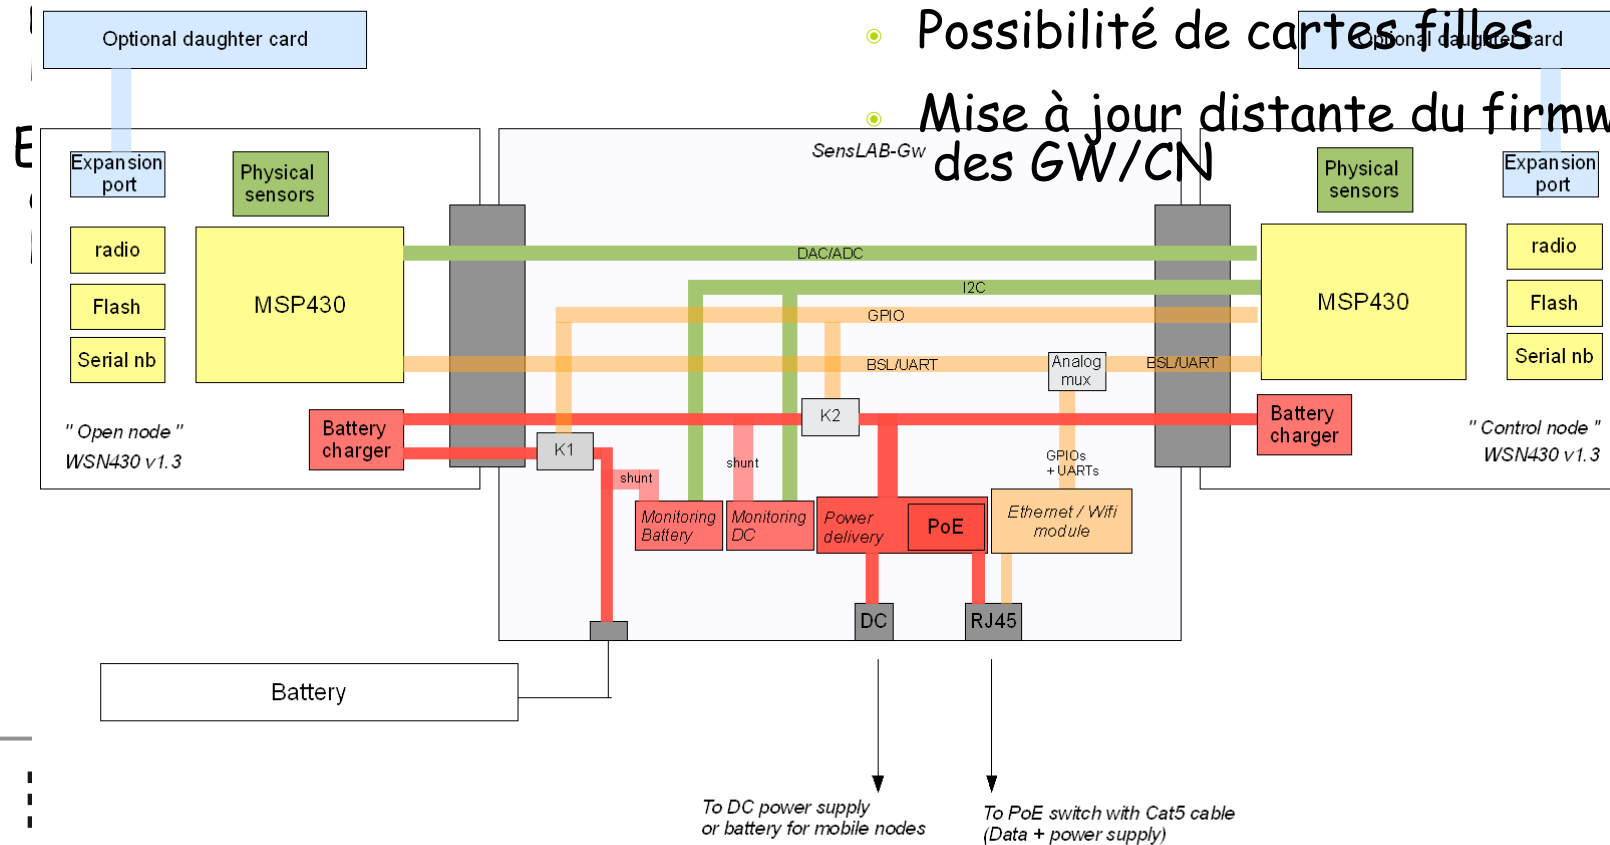 Optional daughter card
Possibilité de cartes filles
Optional daughter card
Mise à jour distante du firmw
des GW/CN
SensLAB-Gw
Expansion
port
Physical
sensors
Physical
sensors
Expansion
port
radio
Flash
Serial nb
MSP430
DAC/ADC
I2C
GPIO
BSL/UART
Analog
mux
BSL/UART
MSP430
radio
Flash
Serial nb
" Open node "
WSN430 v1.3
Battery
charger
K1
K2
shunt
shunt
GPIOs
+ UARTs
Battery
charger
" Control node "
WSN430 v1.3
Monitoring
Battery
Monitoring
DC
Power
delivery
PoE
Ethernet / Wifi
module
DC
RJ45
Battery
To DC power supply
or battery for mobile nodes
To PoE switch with Cat5 cable
(Data + power supply)